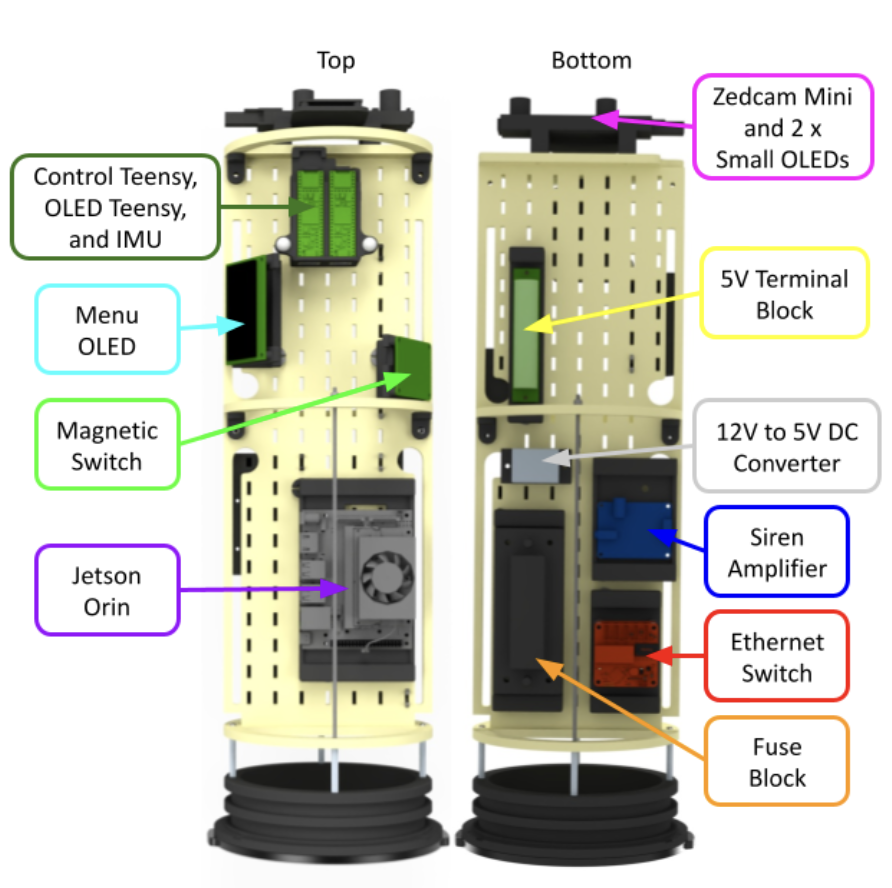 Top
Bottom
Zedcam Mini
and 2 x
Small OLEDs
Control Teensy,
OLED Teensy,
and IMU
5V Terminal
Block
Menu
OLED
Magnetic
Switch
12V to 5V DC
Converter
Siren
Amplifier
Jetson
Orin
Ethernet
Switch
Fuse
Block